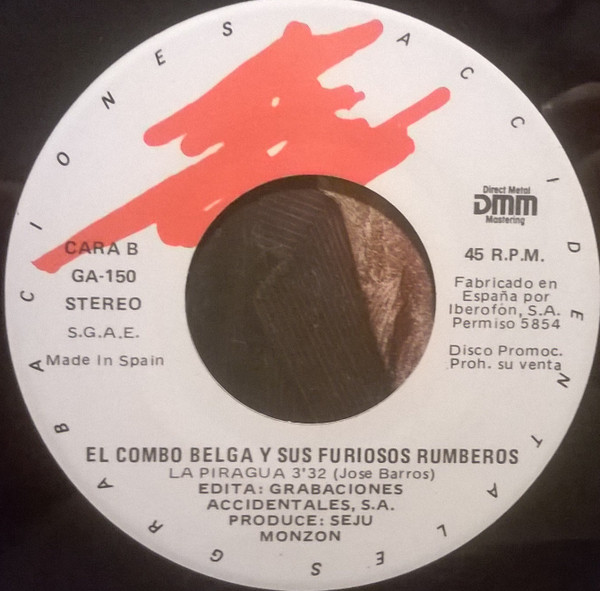 GRABACIONES ACCIDENTALES
Direct Metal
DMM
Mastering
CARA B
GA-150
STEREO
S.G.A.E.
Made In Spain
45 R.P.M.
Fabricado en
España por
Iberofón, S.A.
Permiso 5854
Disco Promoc.
Proh. su venta
EL COMBO BELGA Y SUS FURIOSOS RUMBEROS
LA PIRAGUA 3'32 (Jose Barros)
EDITA: GRABACIONES
ACCIDENTALES, S.A.
PRODUCE: SEJU
MONZON